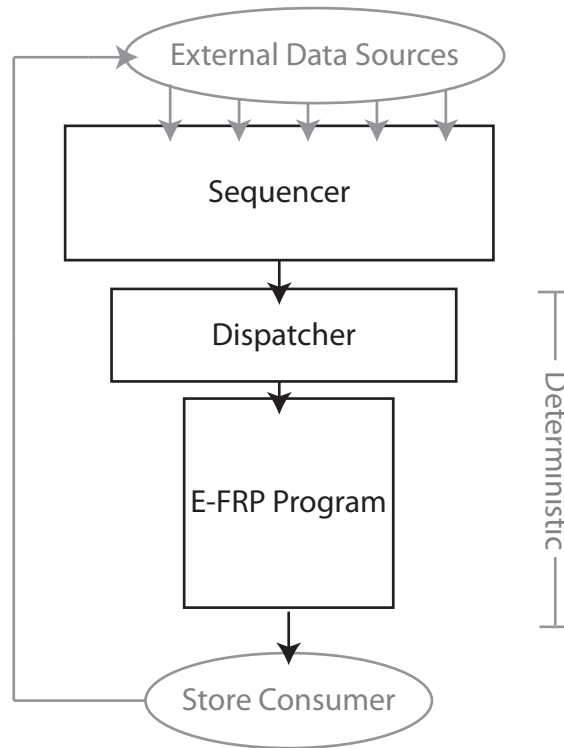 External Data Sources
Sequencer
Dispatcher
Deterministic
E-FRP Program
Store Consumer